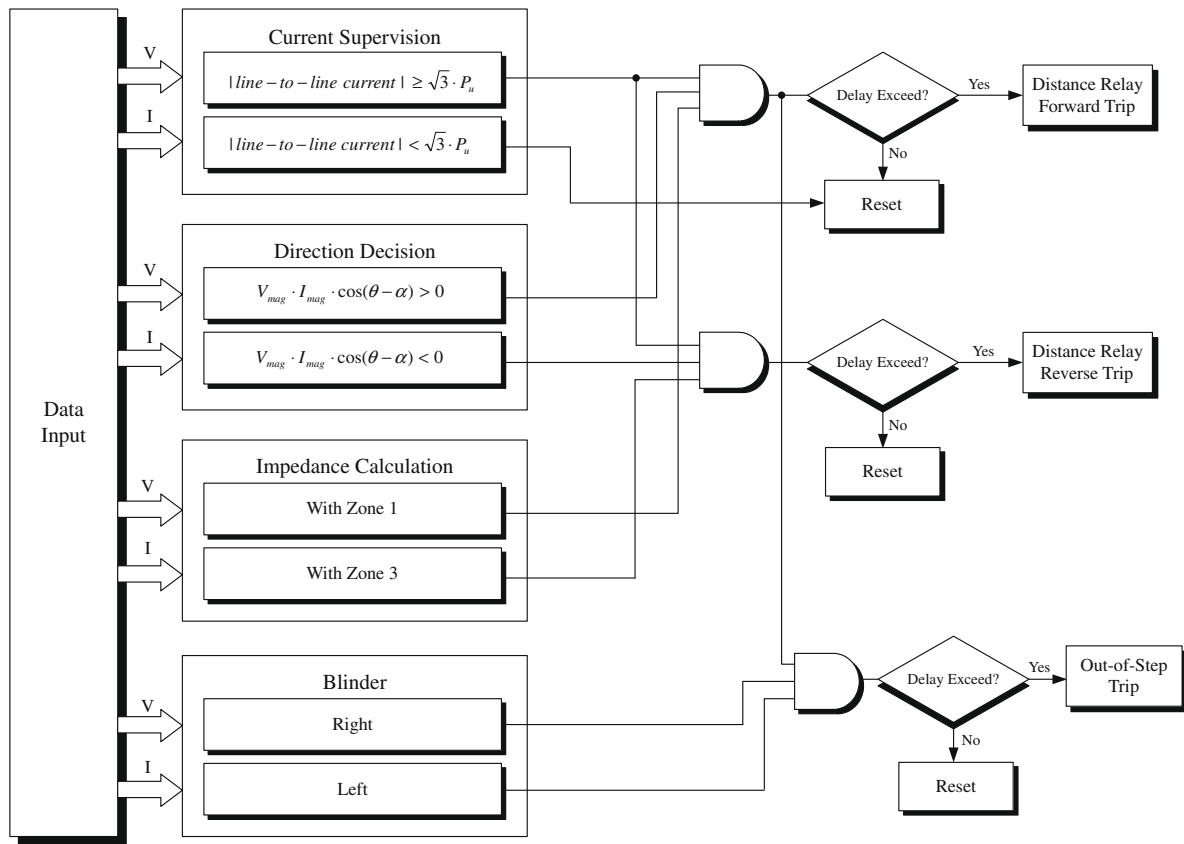 Data
Input
V
I
Current Supervision
| line – to – line current | ≥ √3 · Pᵤ
| line – to – line current | < √3 · Pᵤ
Delay Exceed?
Yes
Distance Relay
Forward Trip
No
Reset
V
I
Direction Decision
V_mag · I_mag · cos(θ – α) > 0
V_mag · I_mag · cos(θ – α) < 0
Delay Exceed?
Yes
Distance Relay
Reverse Trip
No
Reset
V
I
Impedance Calculation
With Zone 1
With Zone 3
V
I
Blinder
Right
Left
Delay Exceed?
Yes
Out-of-Step
Trip
No
Reset